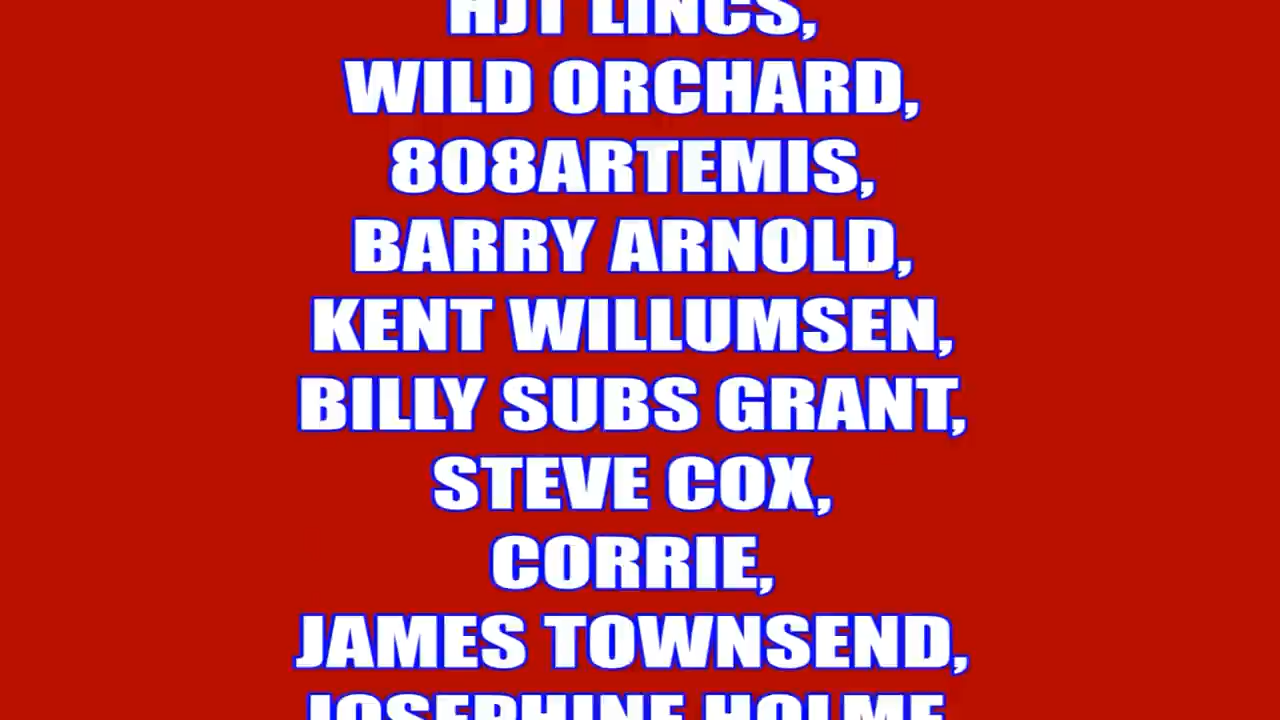 HJT LINCS,
WILD ORCHARD,
808ARTEMIS,
BARRY ARNOLD,
KENT WILLUMSEN,
BILLY SUBS GRANT,
STEVE COX,
CORRIE,
JAMES TOWNSEND,
JOSEPHINE HOLME